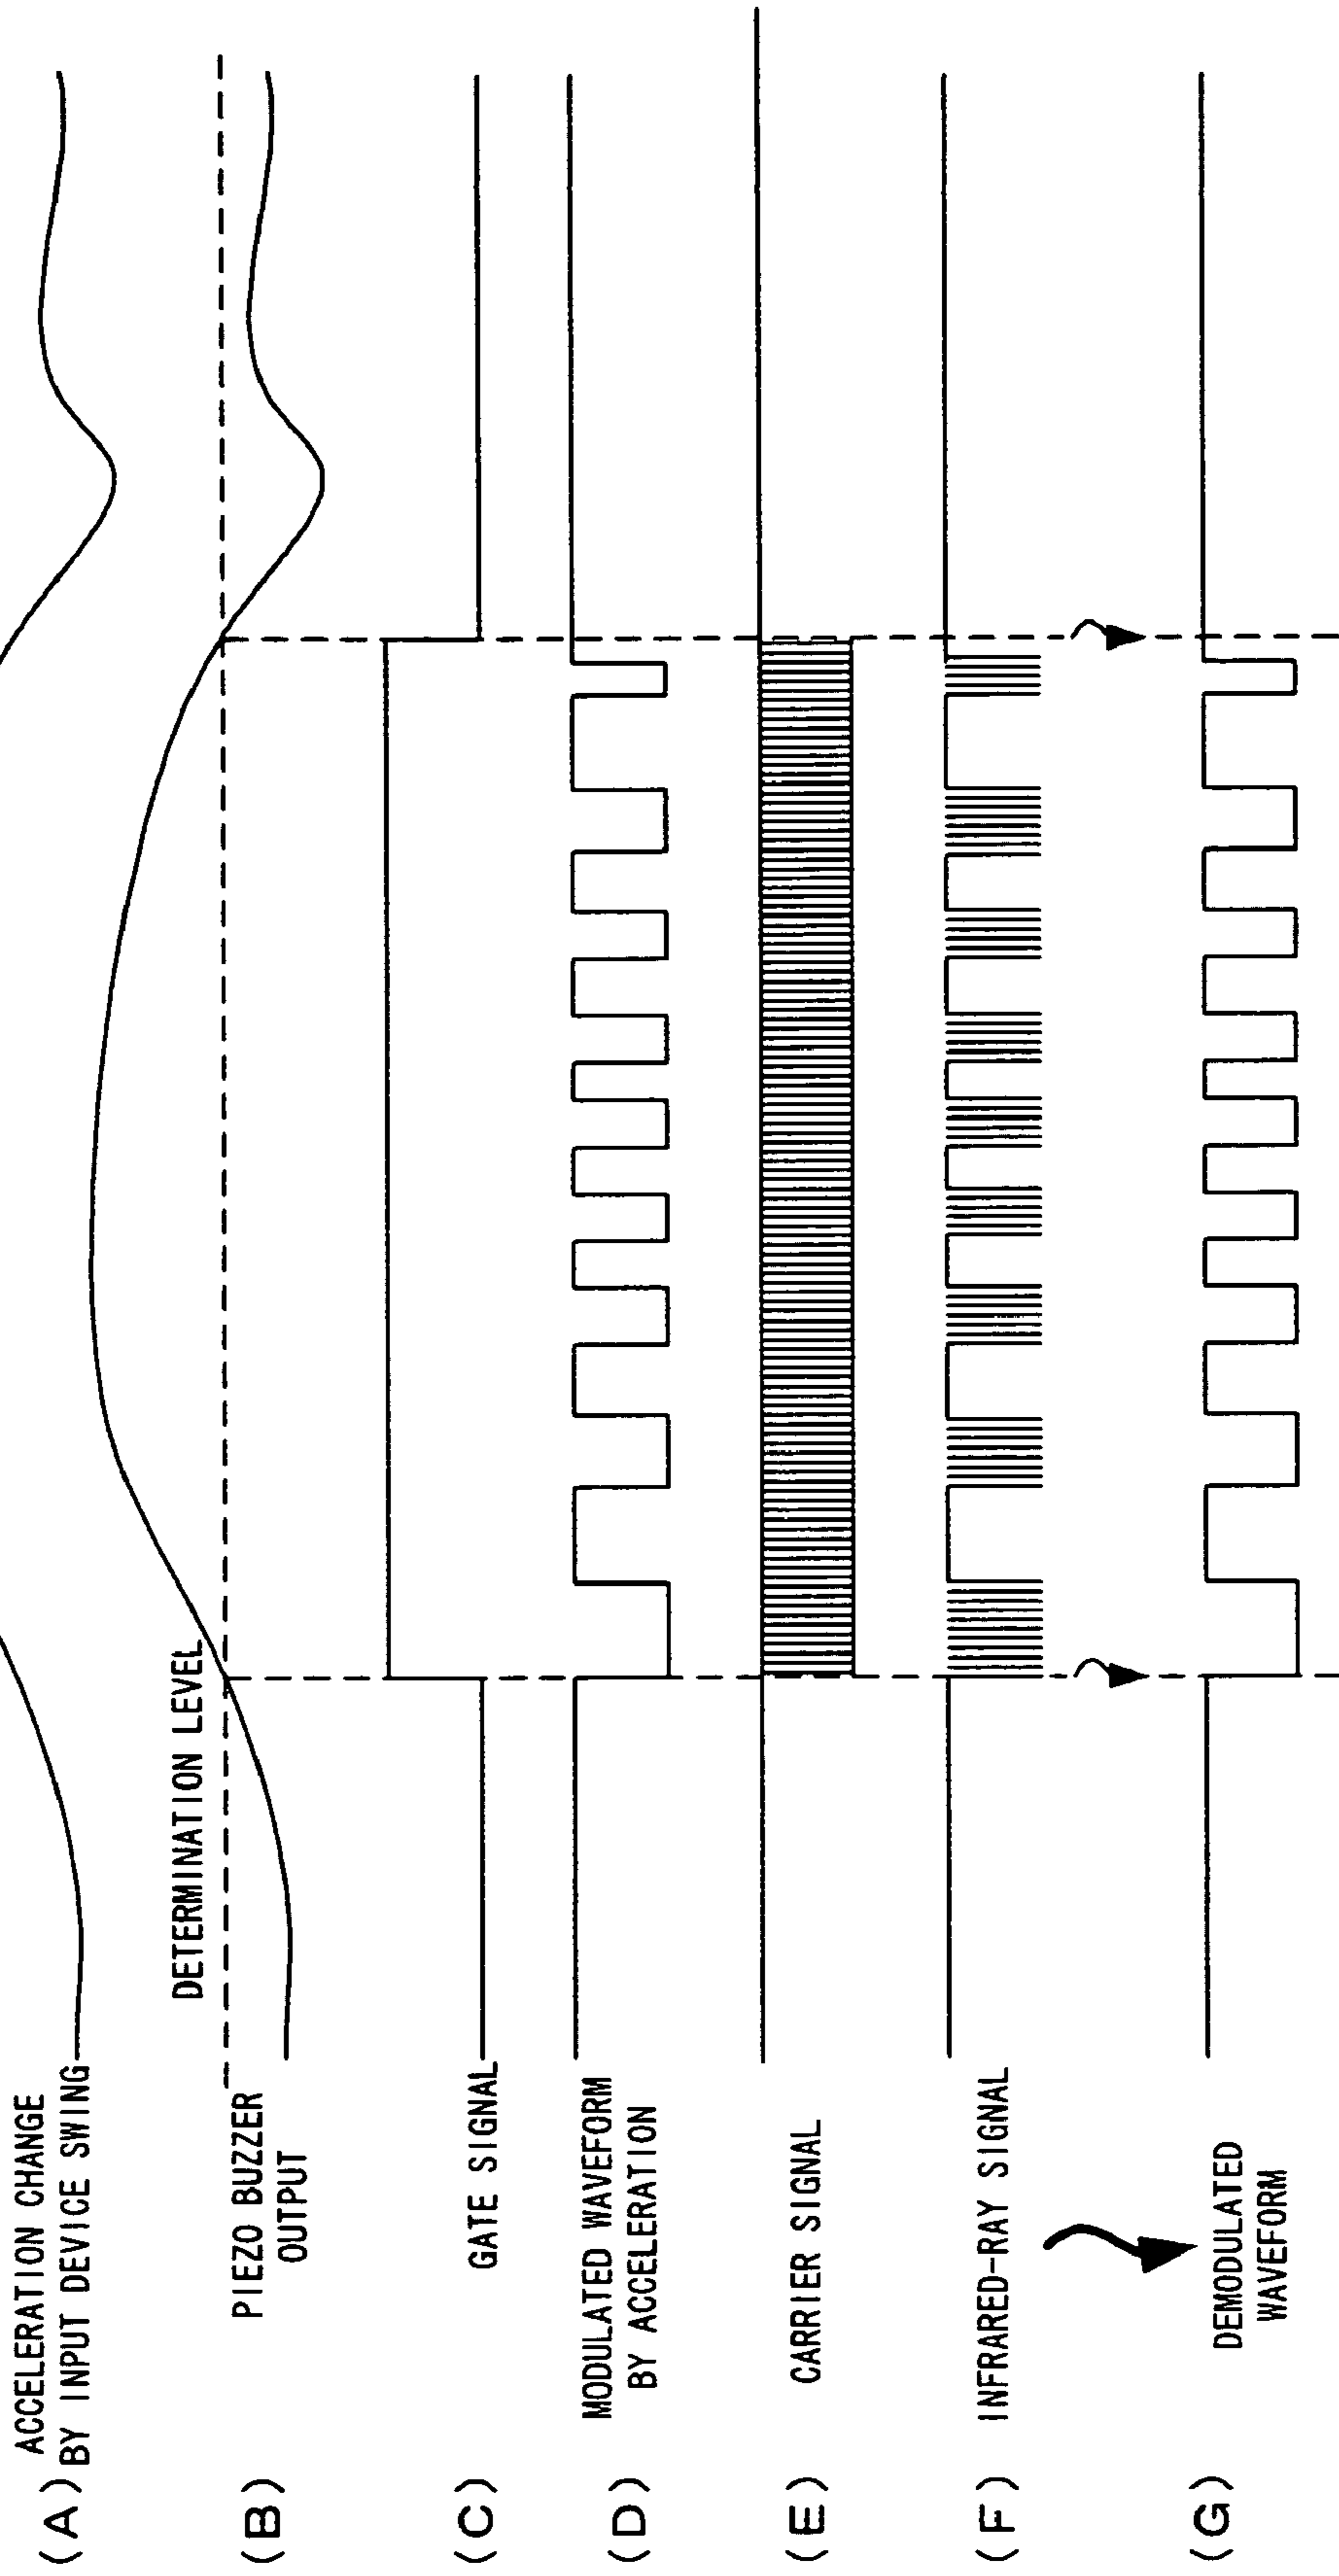 (A) ACCELERATION CHANGE
BY INPUT DEVICE SWING
DETERMINATION LEVEL
(B) PIEZO BUZZER
OUTPUT
(C) GATE SIGNAL
(D) MODULATED WAVEFORM
BY ACCELERATION
(E) CARRIER SIGNAL
(F) INFRARED-RAY SIGNAL
(G) DEMODULATED
WAVEFORM